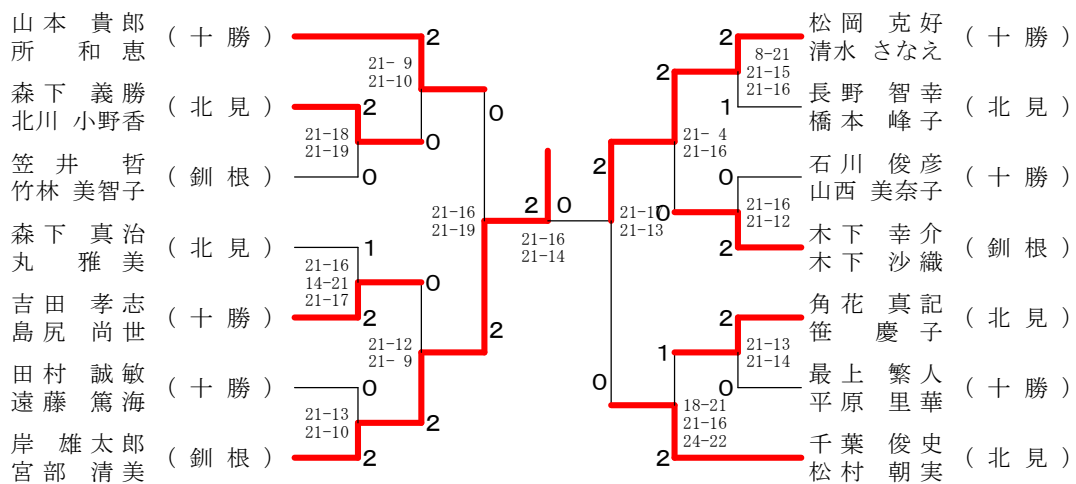 山本 貴郎
所 和恵
(十勝)
2
21- 9
21-10
森下 義勝
北川 小野香
(北見)
2
21-18
21-19
0
0
笠井 哲
竹林 美智子
(釧根)
0
21-16
21-19
森下 真治
丸 雅美
(北見)
1
21-16
14-21
21-17
0
吉田 孝志
島尻 尚世
(十勝)
2
21-12
21- 9
2
田村 誠敏
遠藤 篤海
(十勝)
0
21-13
21-10
2
岸 雄太郎
宮部 清美
(釧根)
2
2 0
21-16
21-14
松岡 克好
清水 さなえ
(十勝)
2
8-21
21-15
21-16
2
長野 智幸
橋本 峰子
(北見)
1
21- 4
21-16
2
石川 俊彦
山西 美奈子
(十勝)
0
21-16
21-12
0
21-17
21-13
木下 幸介
木下 沙織
(釧根)
2
角花 真記
笹 慶子
(北見)
2
21-13
21-14
1
0
最上 繁人
平原 里華
(十勝)
0
18-21
21-16
24-22
千葉 俊史
松村 朝実
(北見)
2